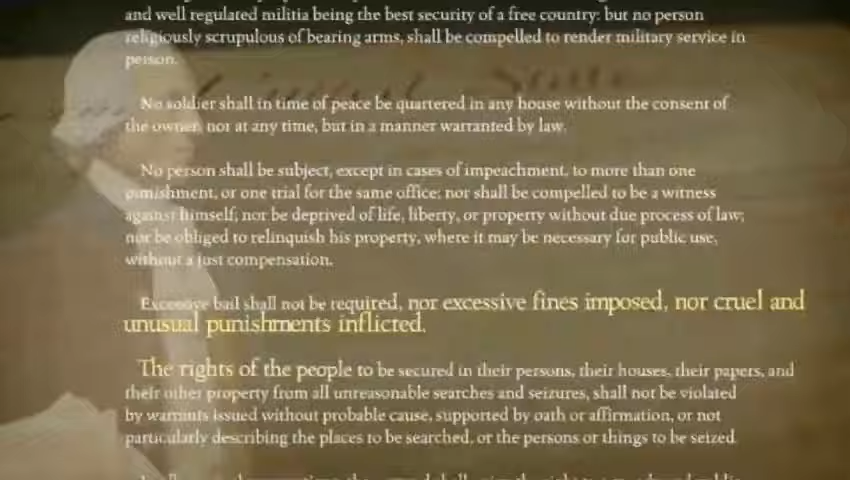 and well regulated militia being the best security of a free country: but no person
religiously scrupulous of bearing arms, shall be compelled to render military service in
person.
No soldier shall in time of peace be quartered in any house without the consent of
the owner; nor at any time, but in a manner warranted by law.
No person shall be subject, except in cases of impeachment, to more than one
punishment, or one trial for the same office; nor shall be compelled to be a witness
against himself; nor be deprived of life, liberty, or property without due process of law;
nor be obliged to relinquish his property, where it may be necessary for public use,
without a just compensation.
Excessive bail shall not be required, nor excessive fines imposed, nor cruel and
unusual punishments inflicted.
The rights of the people to be secured in their persons, their houses, their papers, and
their other property from all unreasonable searches and seizures, shall not be violated
by warrants issued without probable cause, supported by oath or affirmation, or not
particularly describing the places to be searched, or the persons or things to be seized.